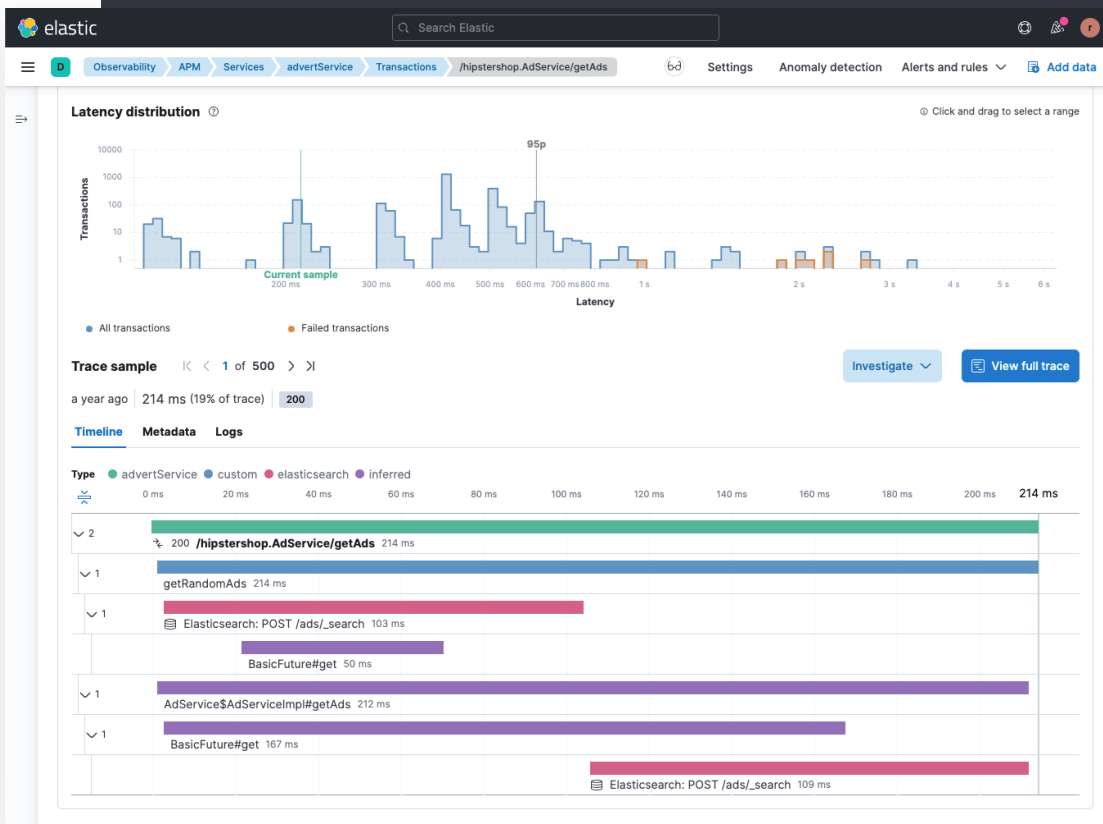 elastic
Search Elastic
r
D
Observability
APM
Services
advertService
Transactions
/hipstershop.AdService/getAds
Settings
Anomaly detection
Alerts and rules
Add data
Latency distribution
Click and drag to select a range
95p
10000
1000
100
10
1
Transactions
Current sample
200 ms
300 ms
400 ms
500 ms
600 ms
700 ms
800 ms
1 s
2 s
3 s
4 s
5 s
6 s
Latency
All transactions
Failed transactions
Trace sample
1 of 500
Investigate
View full trace
a year ago
214 ms (19% of trace)
200
Timeline
Metadata
Logs
Type
advertService
custom
elasticsearch
inferred
0 ms
20 ms
40 ms
60 ms
80 ms
100 ms
120 ms
140 ms
160 ms
180 ms
200 ms
214 ms
2
200 /hipstershop.AdService/getAds 214 ms
1
getRandomAds 214 ms
1
Elasticsearch: POST /ads/_search 103 ms
BasicFuture#get 50 ms
1
AdService$AdServiceImpl#getAds 212 ms
1
BasicFuture#get 167 ms
Elasticsearch: POST /ads/_search 109 ms